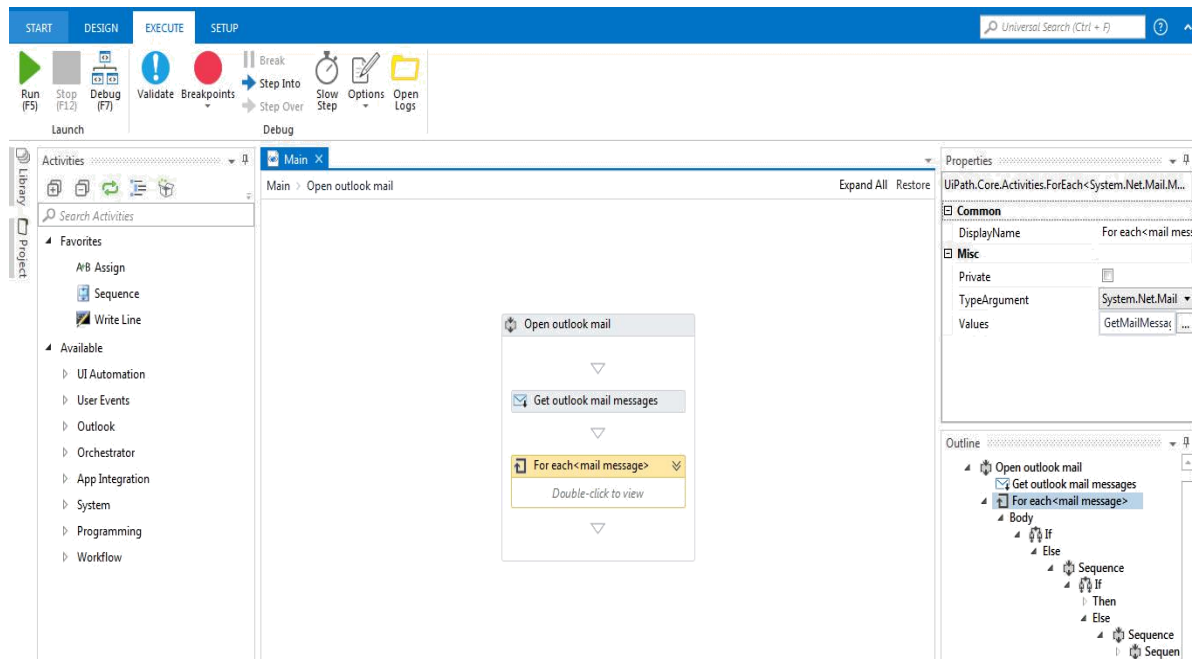 START DESIGN EXECUTE SETUP
Universal Search (Ctrl + F)
Run (F5)
Stop (F12)
Debug (F7)
Validate
Breakpoints
Break
Step Into
Step Over
Slow Step
Options
Open Logs
Launch
Debug
Library
Project
Activities
Search Activities
Favorites
A+B Assign
Sequence
Write Line
Available
UI Automation
User Events
Outlook
Orchestrator
App Integration
System
Programming
Workflow
Main
Main > Open outlook mail
Expand All Restore
Open outlook mail
Get outlook mail messages
For each<mail message>
Double-click to view
Properties
UiPath.Core.Activities.ForEach<System.Net.Mail.M...
Common
DisplayName For each<mail mess
Misc
Private
TypeArgument System.Net.Mail
Values GetMailMessag ...
Outline
Open outlook mail
Get outlook mail messages
For each<mail message>
Body
If
Else
Sequence
If
Then
Else
Sequence
Sequen